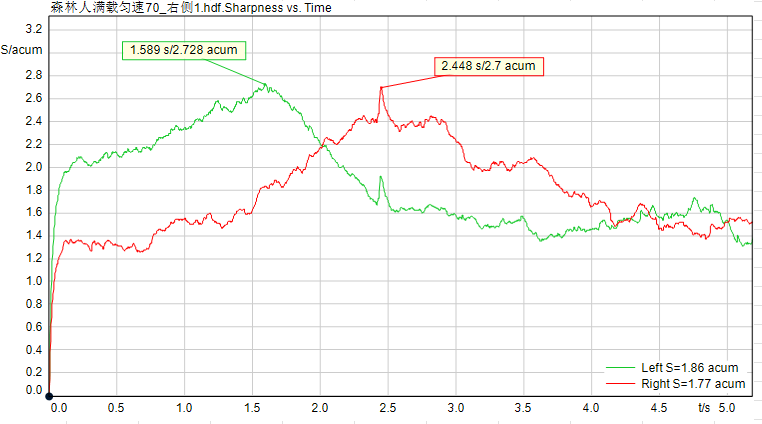 森林人满载匀速70_右侧1.hdf.Sharpness vs. Time
S/acum
3.2
2.8
2.6
2.4
2.2
2.0
1.8
1.6
1.4
1.2
1.0
0.8
0.6
0.4
0.2
0.0
1.589 s/2.728 acum
2.448 s/2.7 acum
Left S=1.86 acum
Right S=1.77 acum
0.0 0.5 1.0 1.5 2.0 2.5 3.0 3.5 4.0 4.5 t/s 5.0